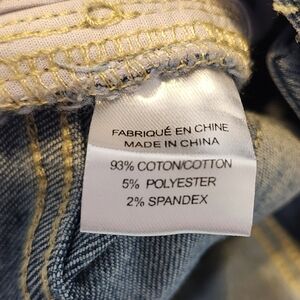 FABRIQUÉ EN CHINE
MADE IN CHINA
93% COTON/COTTON
5% POLYESTER
2% SPANDEX